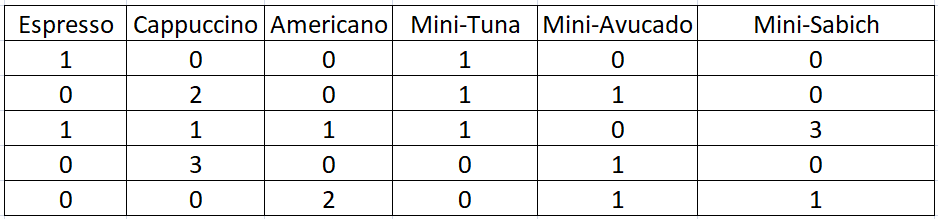 Espresso Cappuccino Americano Mini-Tuna Mini-Avucado Mini-Sabich
1 0 0 1 0 0
0 2 0 1 1 0
1 1 1 1 0 3
0 3 0 0 1 0
0 0 2 0 1 1